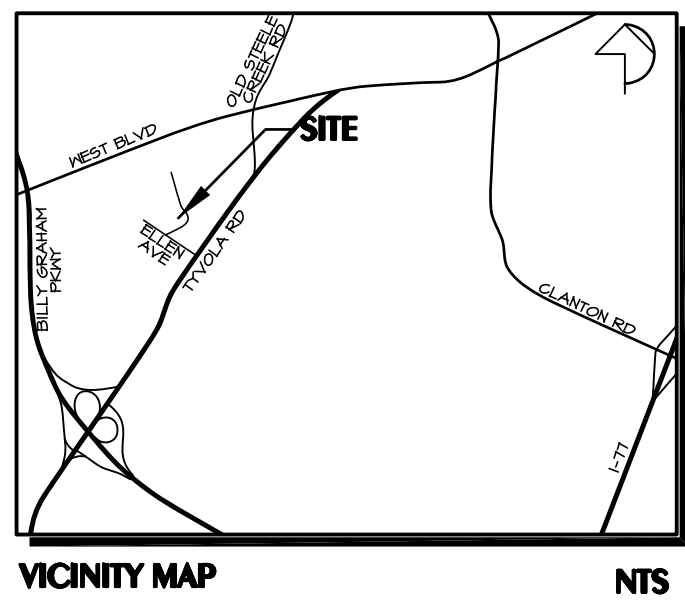 OLD STEELE
CREEK RD
SITE
WEST BLVD
ELLEN
AVE
TYVOLA RD
BILLY GRAHAM
PKWY
CLANTON RD
I-77
VICINITY MAP
NTS